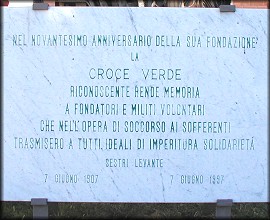 NEL NOVANTESIMO ANNIVERSARIO DELLA SUA FONDAZIONE
LA
CROCE VERDE
RICONOSCENTE RENDE MEMORIA
A FONDATORI E MILITI VOLONTARI
CHE NELL'OPERA DI SOCCORSO AI SOFFERENTI
TRASMISERO A TUTTI, IDEALI DI IMPERITURA SOLIDARIETÀ
SESTRI LEVANTE
7 GIUGNO 1907 7 GIUGNO 1997